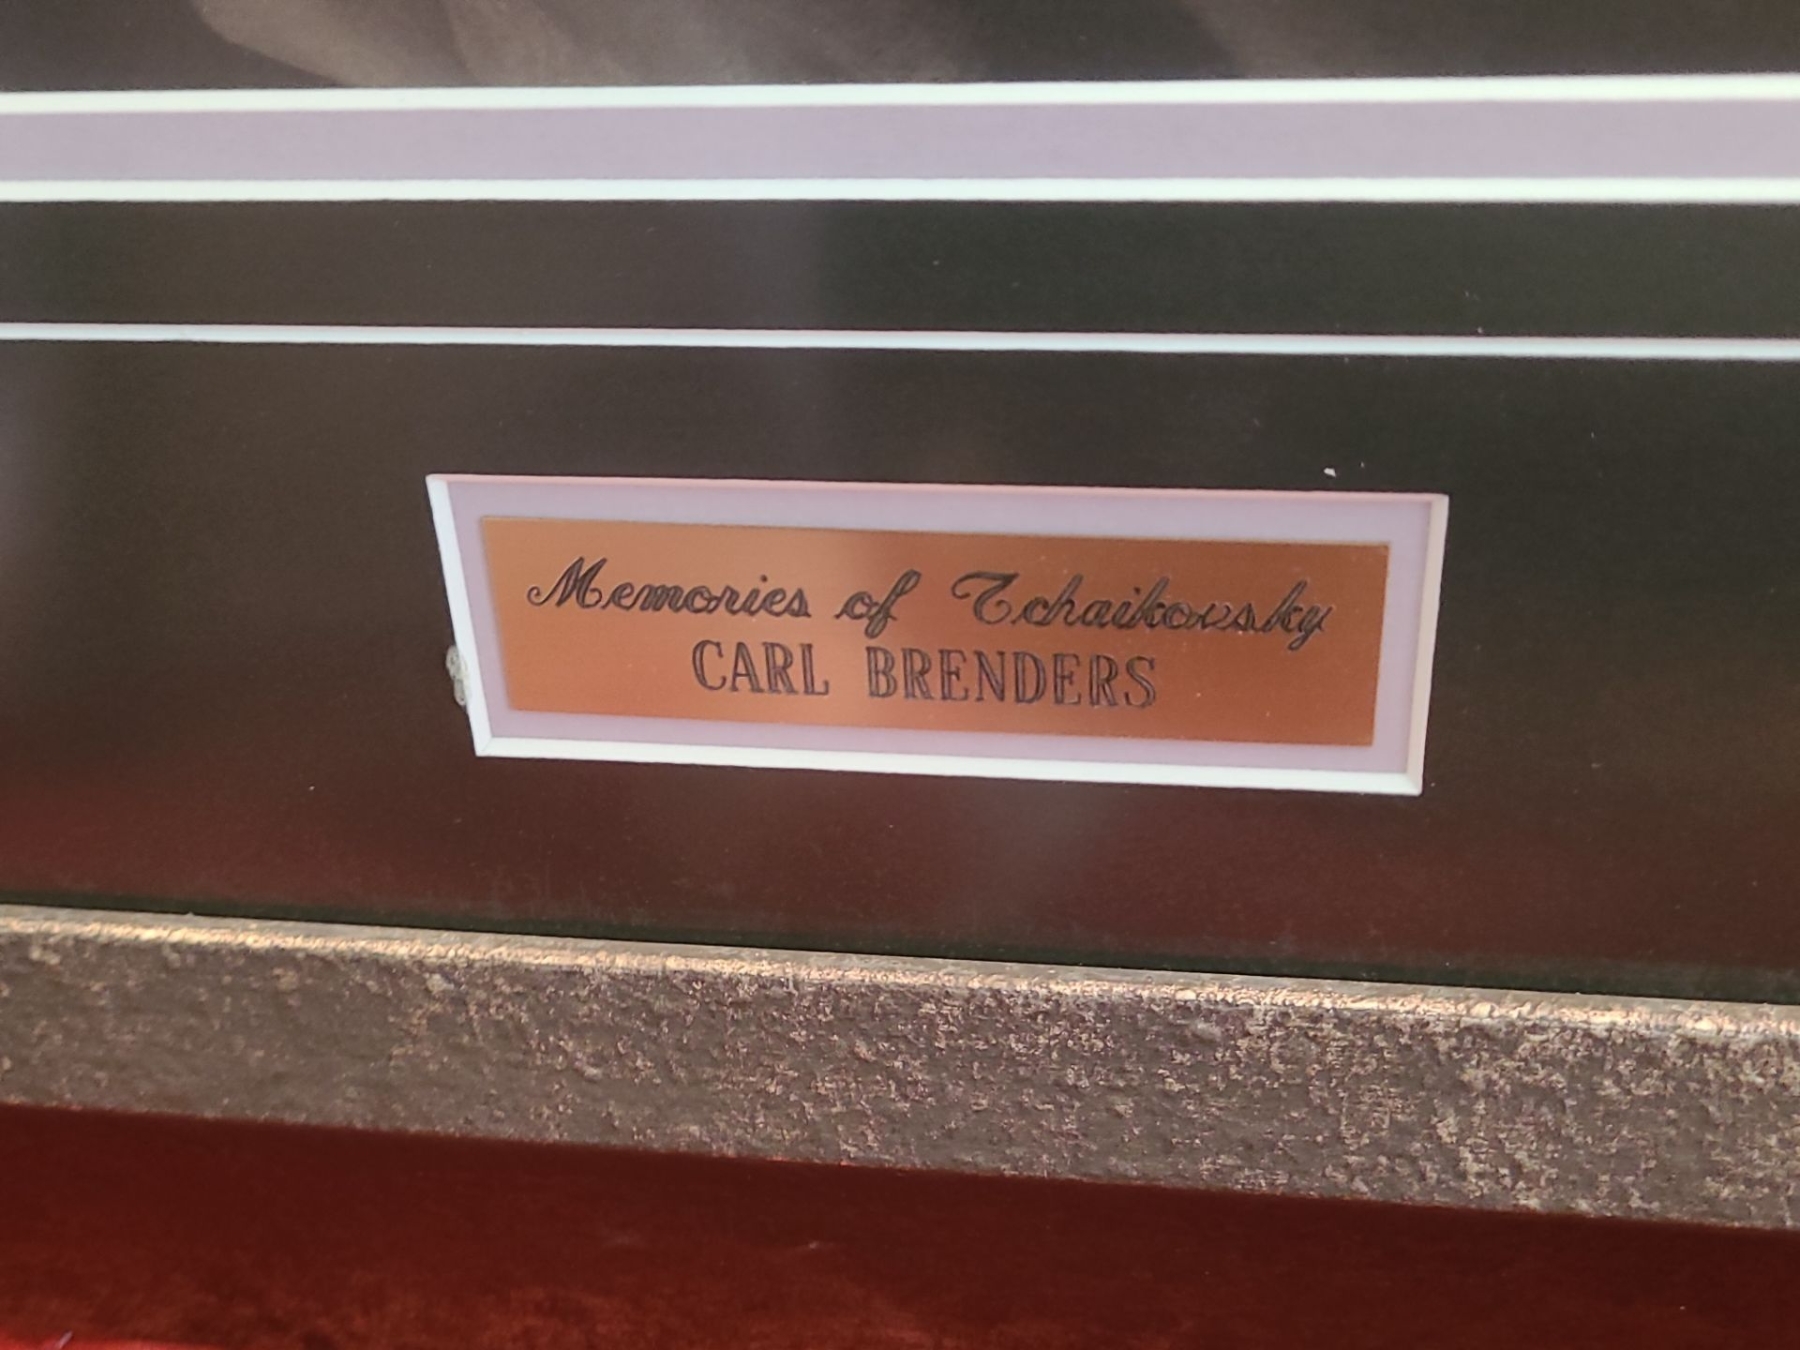 Memories of Tchaikovsky
CARL BRENDERS